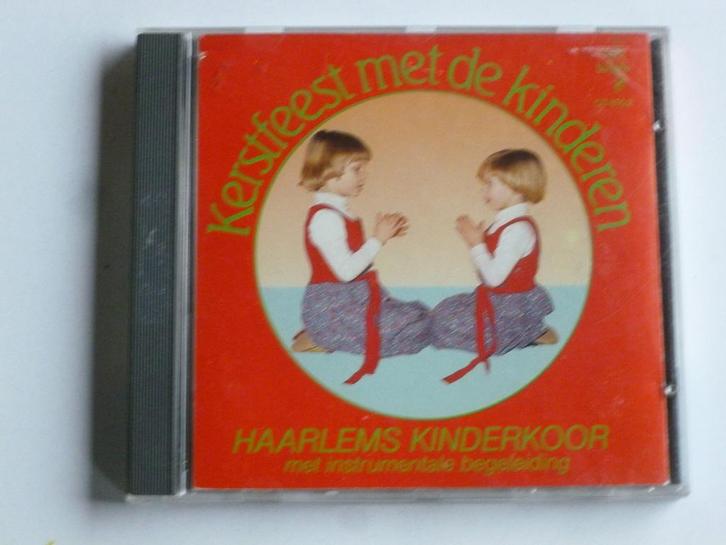 Kerstfeest met de kinderen
HAARLEMS KINDERKOOR
met instrumentale begeleiding